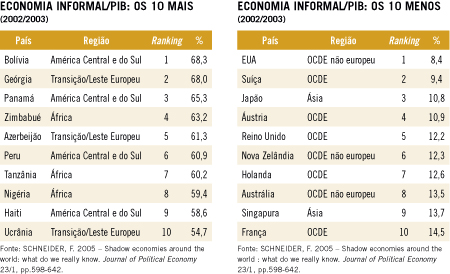 ECONOMIA INFORMAL/PIB: OS 10 MAIS
(2002/2003)
País Região Ranking %
Bolívia América Central e do Sul 1 68,3
Geórgia Transição/Leste Europeu 2 68,0
Panamá América Central e do Sul 3 65,3
Zimbabué África 4 63,2
Azerbeijão Transição/Leste Europeu 5 61,3
Peru América Central e do Sul 6 60,9
Tanzânia África 7 60,2
Nigéria África 8 59,4
Haiti América Central e do Sul 9 58,6
Ucrânia Transição/Leste Europeu 10 54,7
Fonte: SCHNEIDER, F. 2005 – Shadow economies around the
world: what do we really know. Journal of Political Economy
23/1, pp.598-642.
ECONOMIA INFORMAL/PIB: OS 10 MENOS
(2002/2003)
País Região Ranking %
EUA OCDE não europeu 1 8,4
Suíça OCDE 2 9,4
Japão Ásia 3 10,8
Áustria OCDE 4 10,9
Reino Unido OCDE 5 12,2
Nova Zelândia OCDE não europeu 6 12,3
Holanda OCDE 7 12,6
Austrália OCDE não europeu 8 13,5
Singapura Ásia 9 13,7
França OCDE 10 14,5
Fonte: SCHNEIDER, F. 2005 – Shadow economies around the
world : what do we really know. Journal of Political Economy
23/1, pp.598-642.